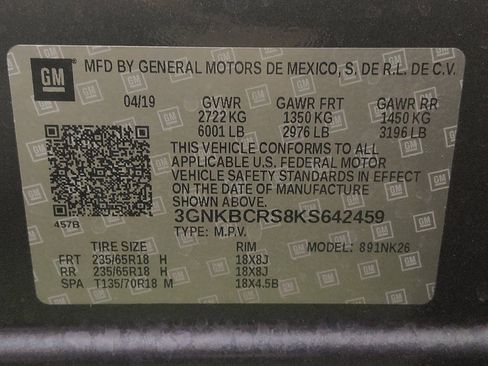 GM
MFD BY GENERAL MOTORS DE MEXICO, S. DE R.L. DE C.V.
04/19 GVWR GAWR FRT GAWR RR
2722 KG 1350 KG 1450 KG
6001 LB 2976 LB 3196 LB
THIS VEHICLE CONFORMS TO ALL
APPLICABLE U.S. FEDERAL MOTOR
VEHICLE SAFETY STANDARDS IN EFFECT
ON THE DATE OF MANUFACTURE
SHOWN ABOVE.
3GNKBCRS8KS642459
457B
TYPE: M.P.V.
TIRE SIZE RIM MODEL: 891NK26
FRT 235/65R18 H 18X8J
RR 235/65R18 H 18X8J
SPA T135/70R18 M 18X4.5B